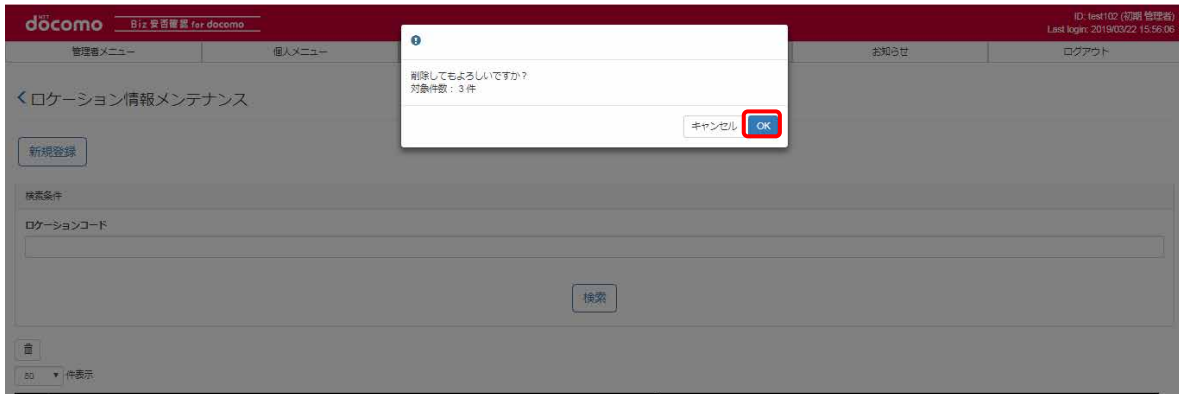 NTT
döcomo Biz 安否確認 for docomo
ID: test102 (初期 管理者)
Last login: 2019/03/22 15:56:06
管理者メニュー 個人メニュー お知らせ ログアウト
削除してもよろしいですか？
対象件数： 3 件
キャンセル OK
ロケーション情報メンテナンス
新規登録
検索条件
ロケーションコード
検索
50 件表示